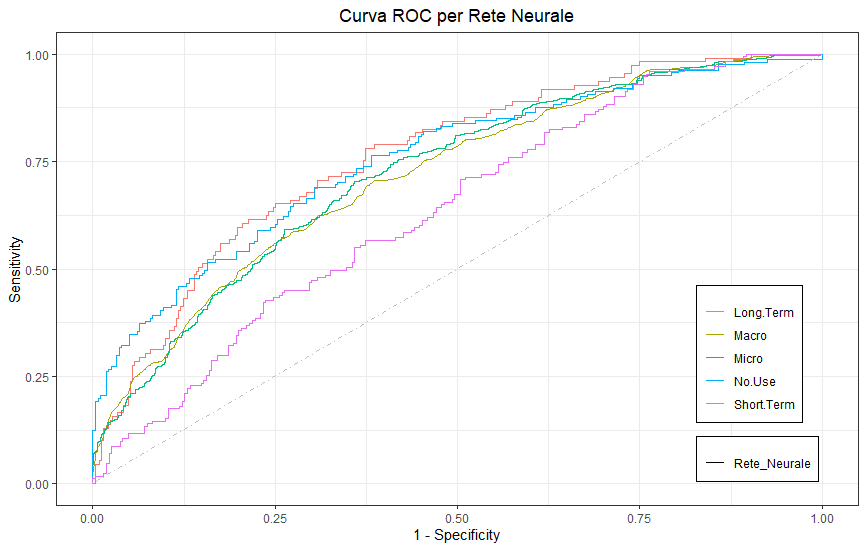 Curva ROC per Rete Neurale
Sensitivity
1.00
0.75
0.50
0.25
0.00
Long.Term
Macro
Micro
No.Use
Short.Term
Rete_Neurale
0.00 0.25 0.50 0.75 1.00
1 - Specificity